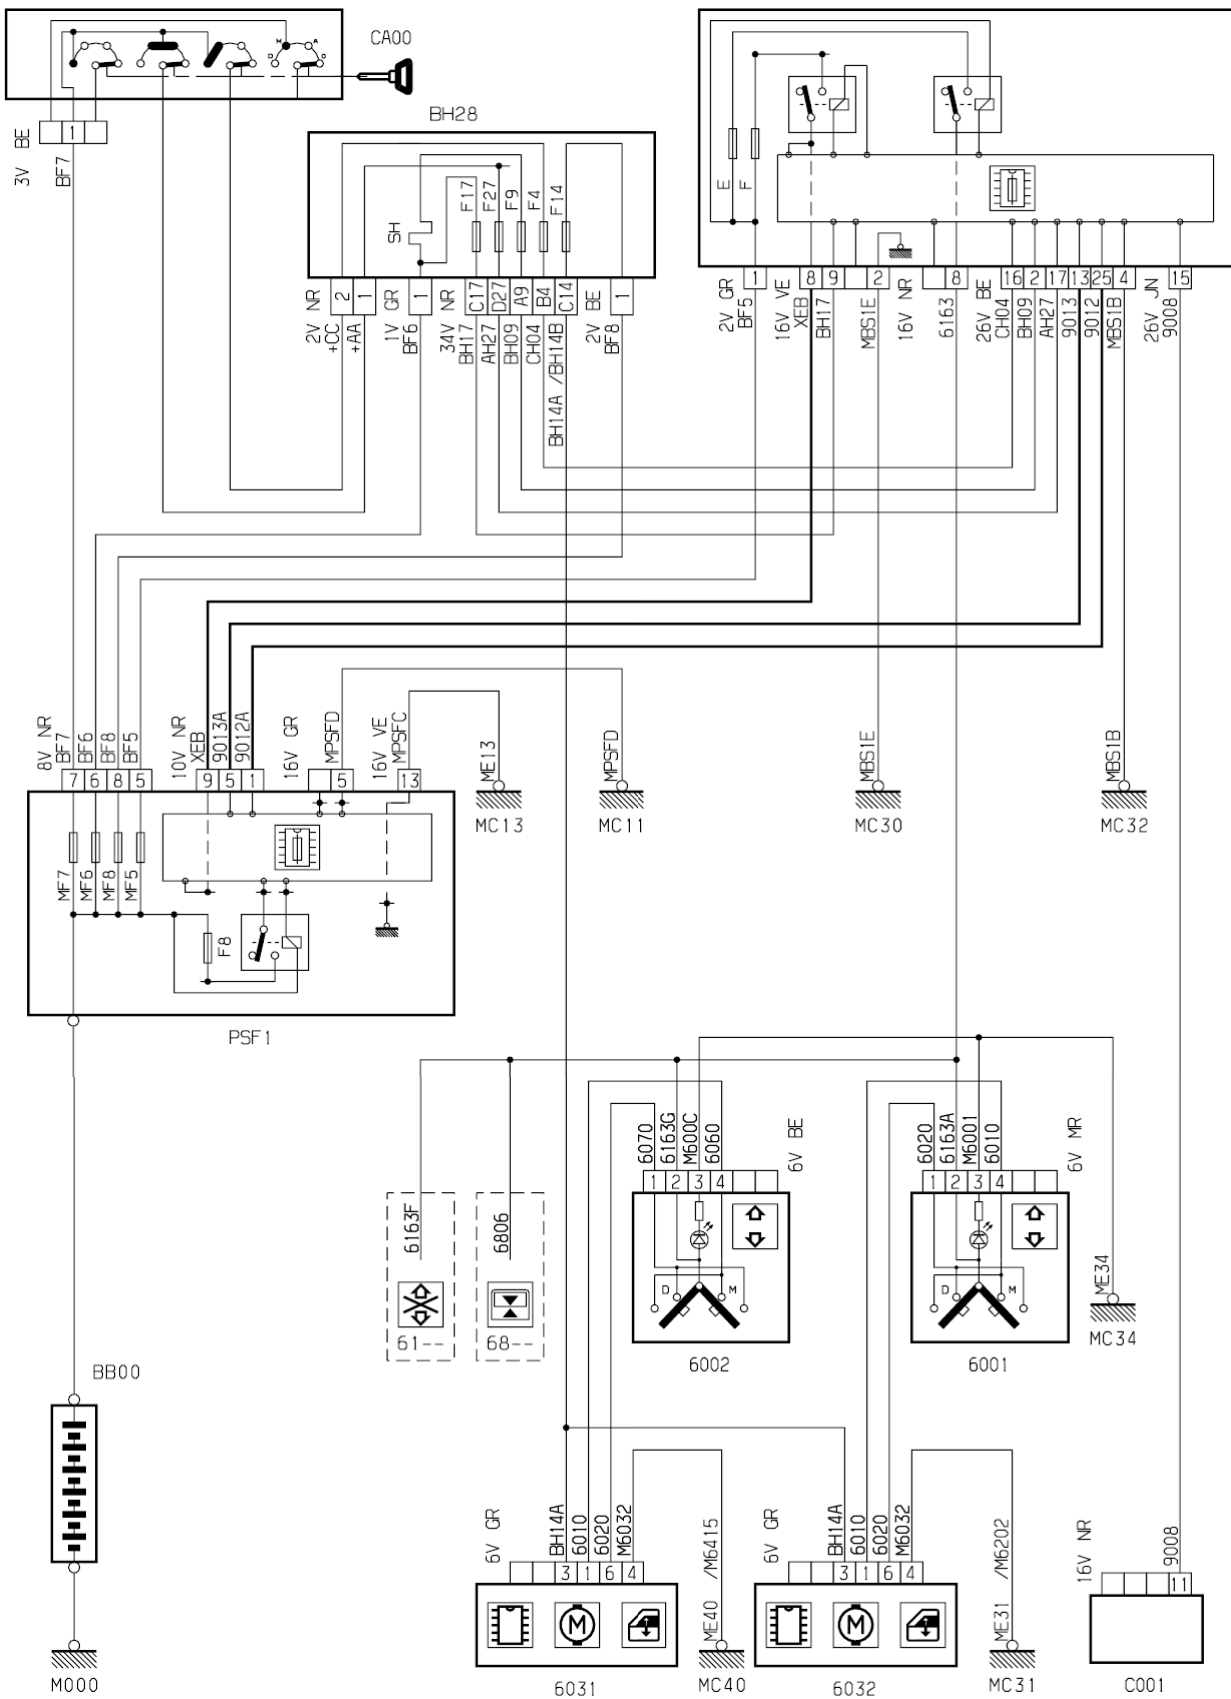 CA00
M A
D D
3V BE
1
BF7
BH28
SH
F17
F27
F9
F4
F14
2V NR
2
1
+CC
+AA
1V GR
1
BF6
34V NR
C17
D27
A9
B4
C14
BH17
AH27
BH09
CH04
BH14A /BH14B
2V BE
1
BF8
E
F
2V GR
1
BF5
16V VE
8
9
2
XEB
BH17
MBS1E
16V NR
8
6163
26V BE
16
2
17
13
25
4
CH04
BH09
AH27
9013
9012
MBS1B
26V JN
15
9008
8V NR
BF7
BF6
BF8
BF5
7
6
8
5
10V NR
XEB
9013A
9012A
9
5
1
16V GR
MPSFD
5
16V VE
MPSFC
13
ME13
MC13
MPSFD
MC11
MBS1E
MC30
MBS1B
MC32
MF7
MF6
MF8
MF5
F8
PSF1
6163F
61--
6806
68--
6070
6163G
M600C
6060
6V BE
1
2
3
4
D M
6002
6020
6163A
M6001
6010
6V MR
1
2
3
4
D M
6001
ME34
MC34
BB00
M000
6V GR
BH14A
6010
6020
M6032
3
1
6
4
M
6031
ME40 /M6415
MC40
6V GR
BH14A
6010
6020
M6032
3
1
6
4
M
6032
ME31 /M6202
MC31
16V NR
9008
11
C001